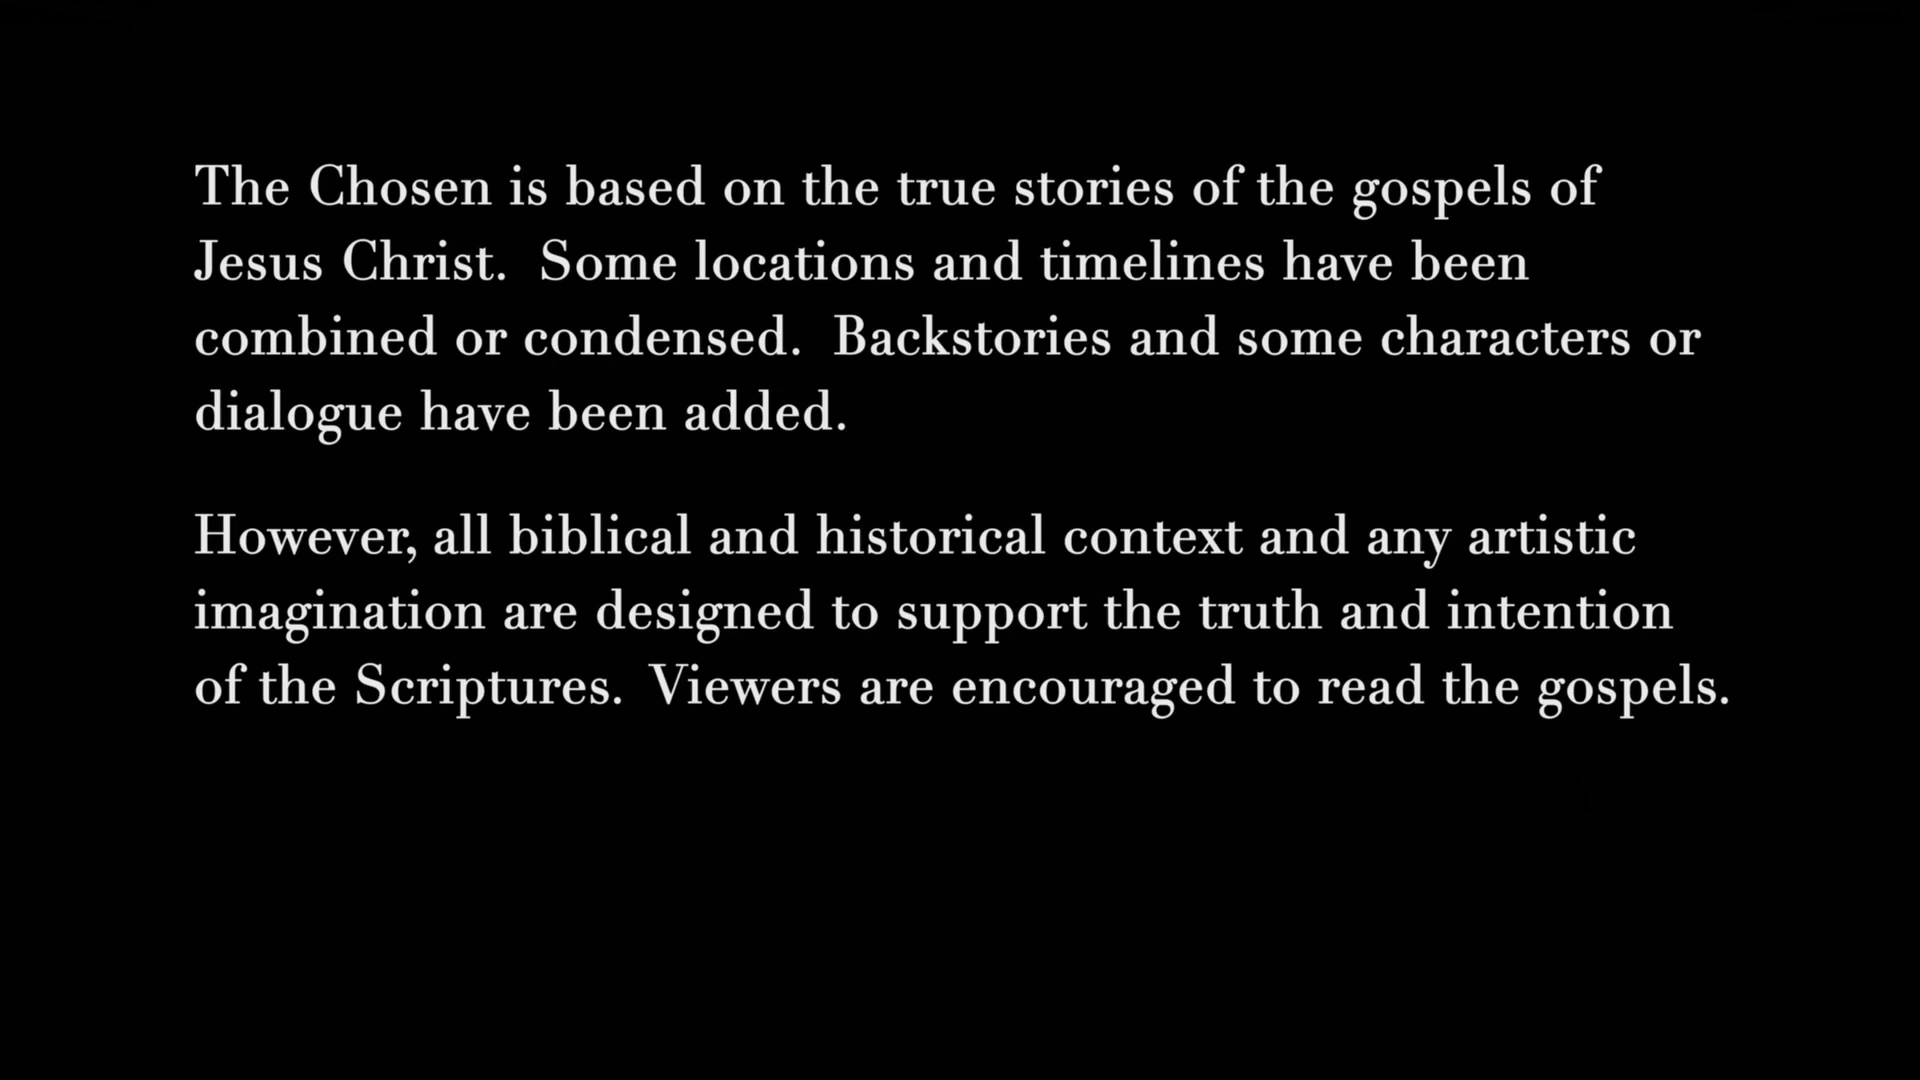 The Chosen is based on the true stories of the gospels of
Jesus Christ.  Some locations and timelines have been
combined or condensed.  Backstories and some characters or
dialogue have been added.
However, all biblical and historical context and any artistic
imagination are designed to support the truth and intention
of the Scriptures.  Viewers are encouraged to read the gospels.